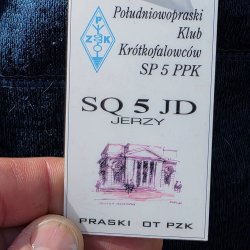 Południowopraski
Klub
Krótkofalowców
SP 5 PPK
PZK
SQ 5 JD
JERZY
PRASKI OT PZK